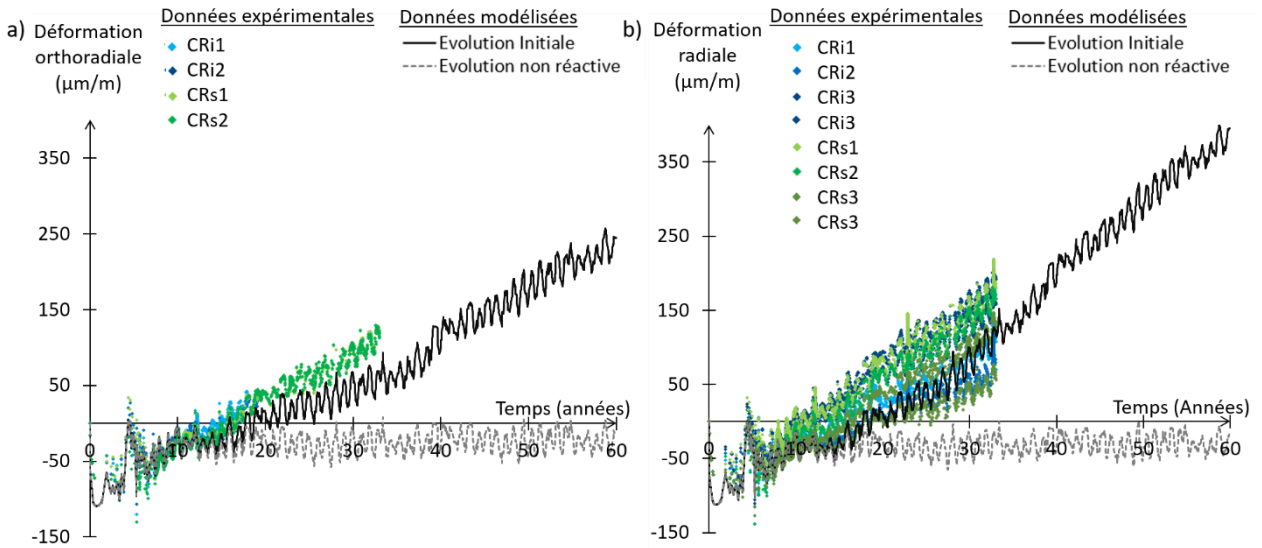 a)
Déformation
orthoradiale
(µm/m)
Données expérimentales
CRi1
CRi2
CRs1
CRs2
Données modélisées
Evolution Initiale
Evolution non réactive
350
250
150
50
-50
-150
10
20
30
40
50
60
Temps (années)
b)
Déformation
radiale
(µm/m)
Données expérimentales
CRi1
CRi2
CRi3
CRi3
CRs1
CRs2
CRs3
CRs3
Données modélisées
Evolution Initiale
Evolution non réactive
350
250
150
50
-50
-150
10
20
30
40
50
60
Temps (Années)